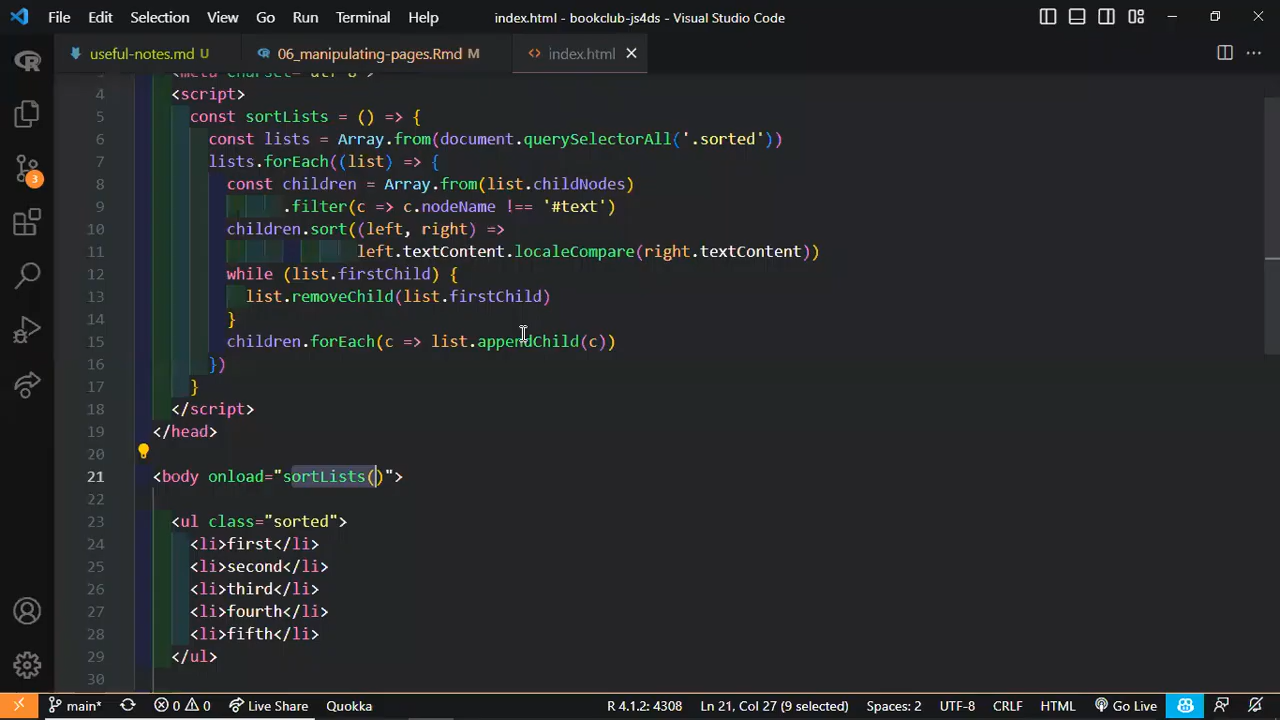 File Edit Selection View Go Run Terminal Help index.html - bookclub-js4ds - Visual Studio Code
useful-notes.md U 06_manipulating-pages.Rmd M index.html
3 <meta charset="utf-8">
4 <script>
5 const sortLists = () => {
6 const lists = Array.from(document.querySelectorAll('.sorted'))
7 lists.forEach((list) => {
8 const children = Array.from(list.childNodes)
9 .filter(c => c.nodeName !== '#text')
10 children.sort((left, right) =>
11 left.textContent.localeCompare(right.textContent))
12 while (list.firstChild) {
13 list.removeChild(list.firstChild)
14 }
15 children.forEach(c => list.appendChild(c))
16 })
17 }
18 </script>
19 </head>
20
21 <body onload="sortLists()">
22
23 <ul class="sorted">
24 <li>first</li>
25 <li>second</li>
26 <li>third</li>
27 <li>fourth</li>
28 <li>fifth</li>
29 </ul>
30
3
main* 0 0 Live Share Quokka R 4.1.2: 4308 Ln 21, Col 27 (9 selected) Spaces: 2 UTF-8 CRLF HTML Go Live